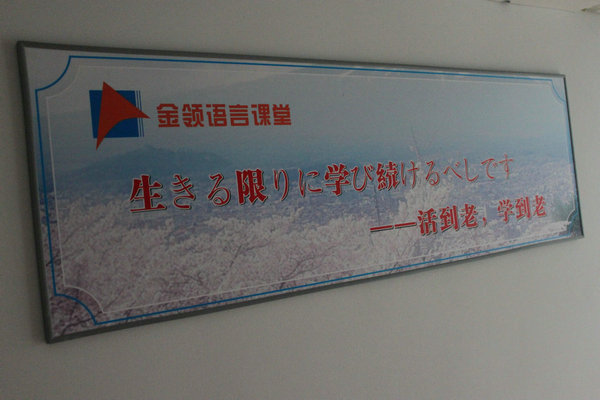 金领语言课堂
生きる限りに学び続けるべしです
——活到老，学到老